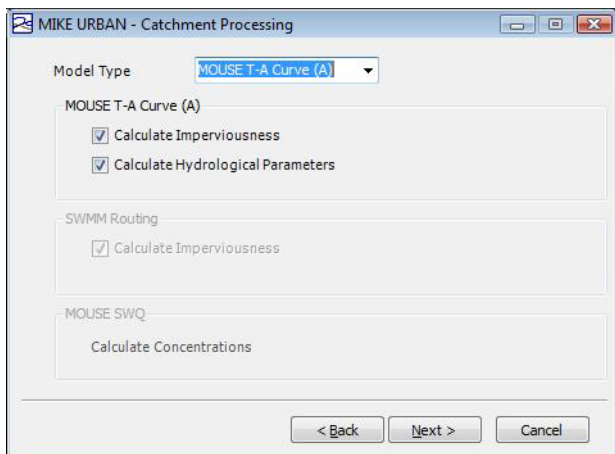 MIKE URBAN - Catchment Processing
Model Type MOUSE T-A Curve (A)
MOUSE T-A Curve (A)
Calculate Imperviousness
Calculate Hydrological Parameters
SWMM Routing
Calculate Imperviousness
MOUSE SWQ
Calculate Concentrations
< Back Next > Cancel